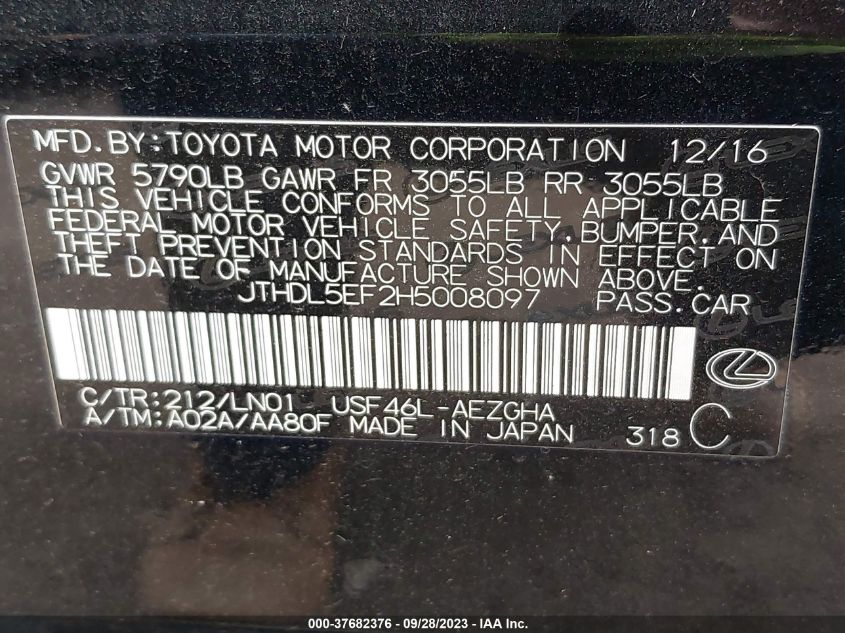 MFD.BY:TOYOTA MOTOR CORPORATION 12/16
GVWR 5790LB GAWR FR 3055LB RR 3055LB
THIS VEHICLE CONFORMS TO ALL APPLICABLE
FEDERAL MOTOR VEHICLE SAFETY,BUMPER,AND
THEFT PREVENTION STANDARDS IN EFFECT ON
THE DATE OF MANUFACTURE SHOWN ABOVE.
JTHDL5EF2H5008097 PASS.CAR
C/TR:212/LN01 USF46L-AEZGHA
A/TM:A02A/AA80F MADE IN JAPAN 318 C
000-37682376 - 09/28/2023 - IAA Inc.